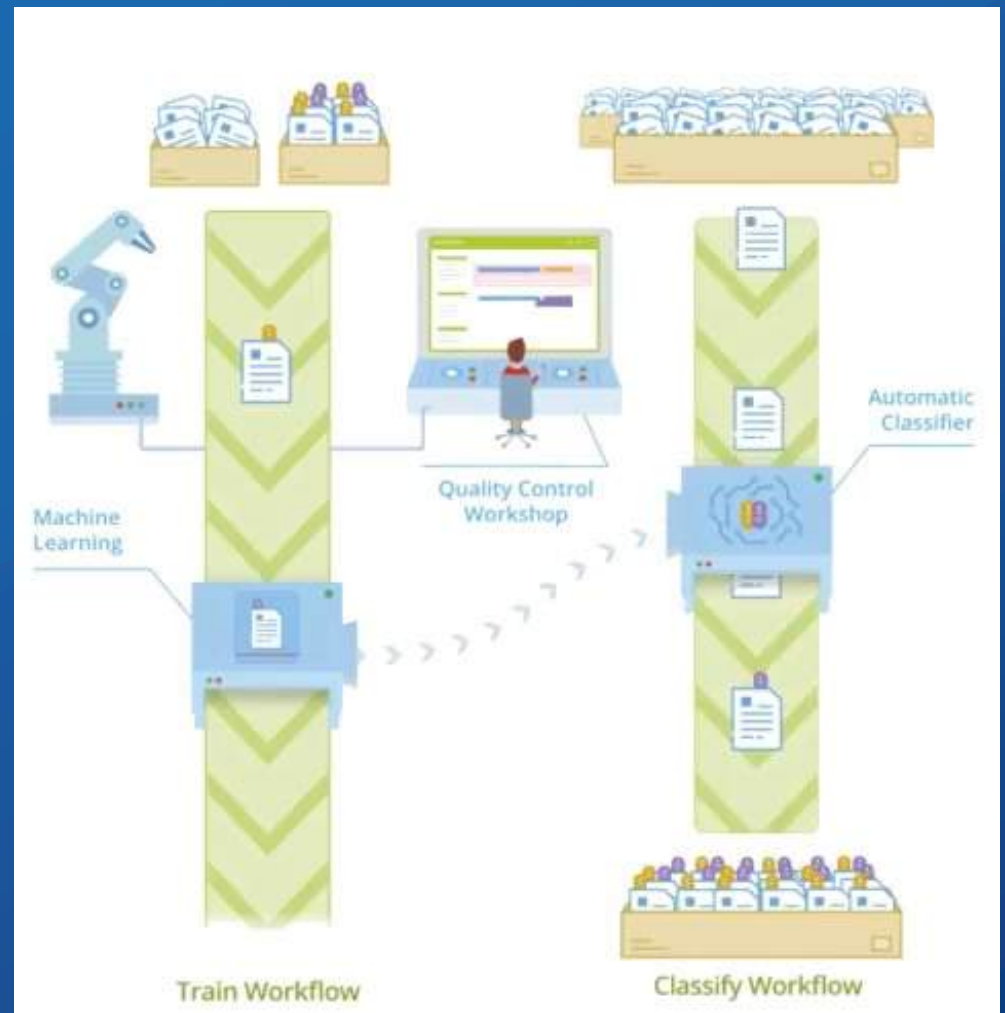 Quality Control
Workshop
Automatic
Classifier
Machine
Learning
Train Workflow
Classify Workflow